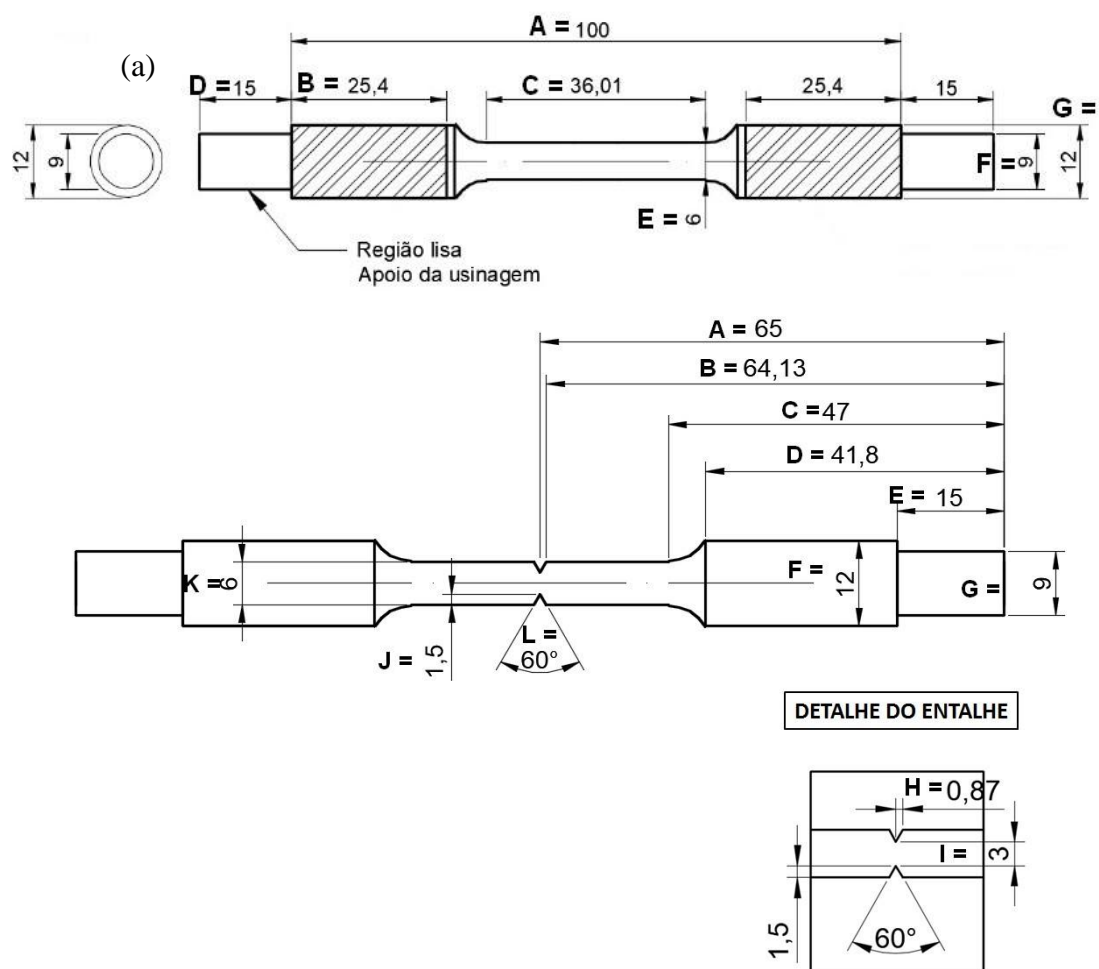 A = 100
(a)
D = 15
B = 25,4
C = 36,01
25,4
15
G =
12
9
F = 9
12
E = 6
Região lisa
Apoio da usinagem
A = 65
B = 64,13
C = 47
D = 41,8
E = 15
K = 6
F = 12
G = 9
J = 1,5
L =
60°
DETALHE DO ENTALHE
H = 0,87
I = 3
1,5
60°